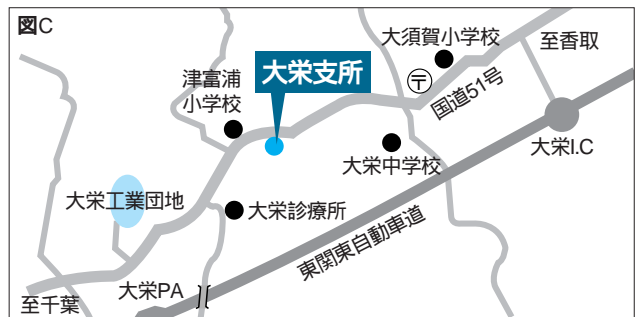 図C
大須賀小学校
至香取
津富浦
小学校
大栄支所
〒
国道51号
大栄I.C
大栄中学校
大栄工業団地
大栄診療所
東関東自動車道
大栄PA
至千葉